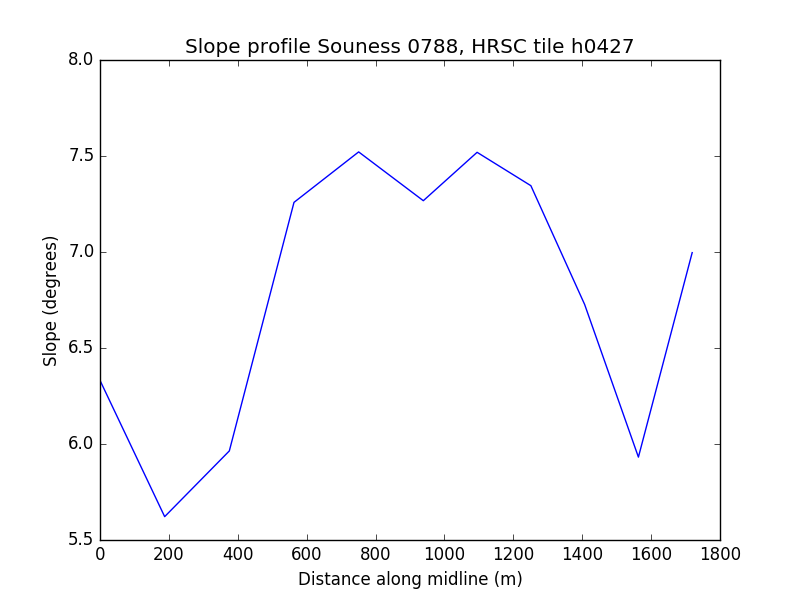 Slope profile Souness 0788, HRSC tile h0427
8.0
7.5
7.0
6.5
6.0
5.5
Slope (degrees)
0 200 400 600 800 1000 1200 1400 1600 1800
Distance along midline (m)